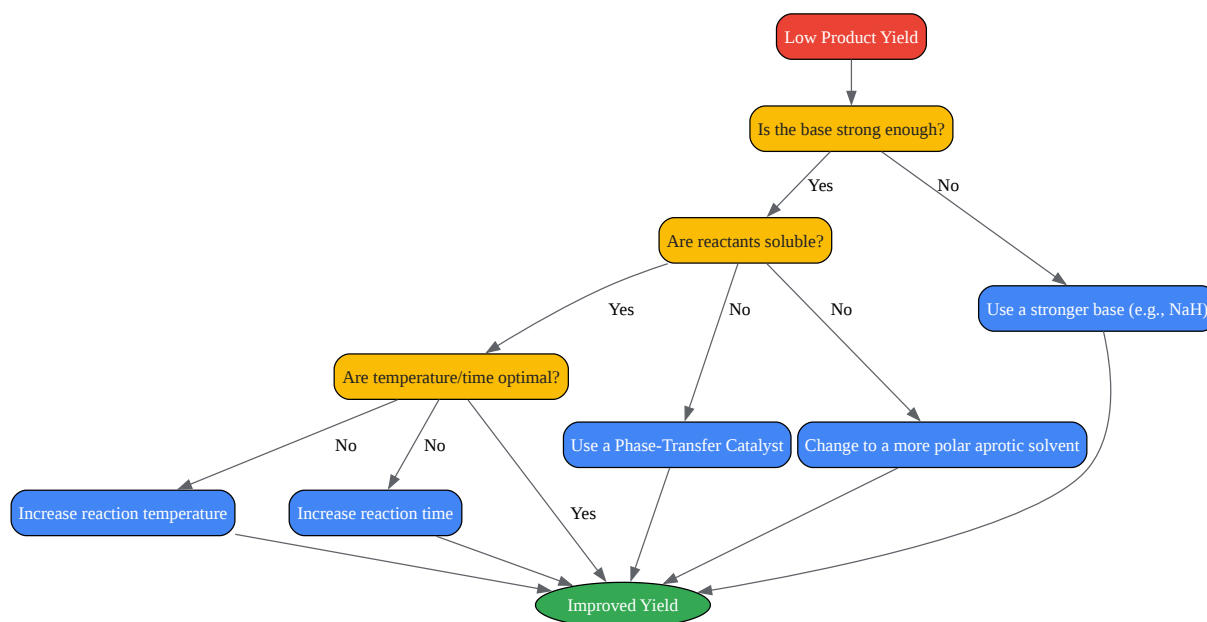 Low Product Yield
Is the base strong enough?
Yes
No
Are reactants soluble?
Use a stronger base (e.g., NaH)
Yes
No
No
Are temperature/time optimal?
No
No
Use a Phase-Transfer Catalyst
Change to a more polar aprotic solvent
Increase reaction temperature
Increase reaction time
Yes
Improved Yield